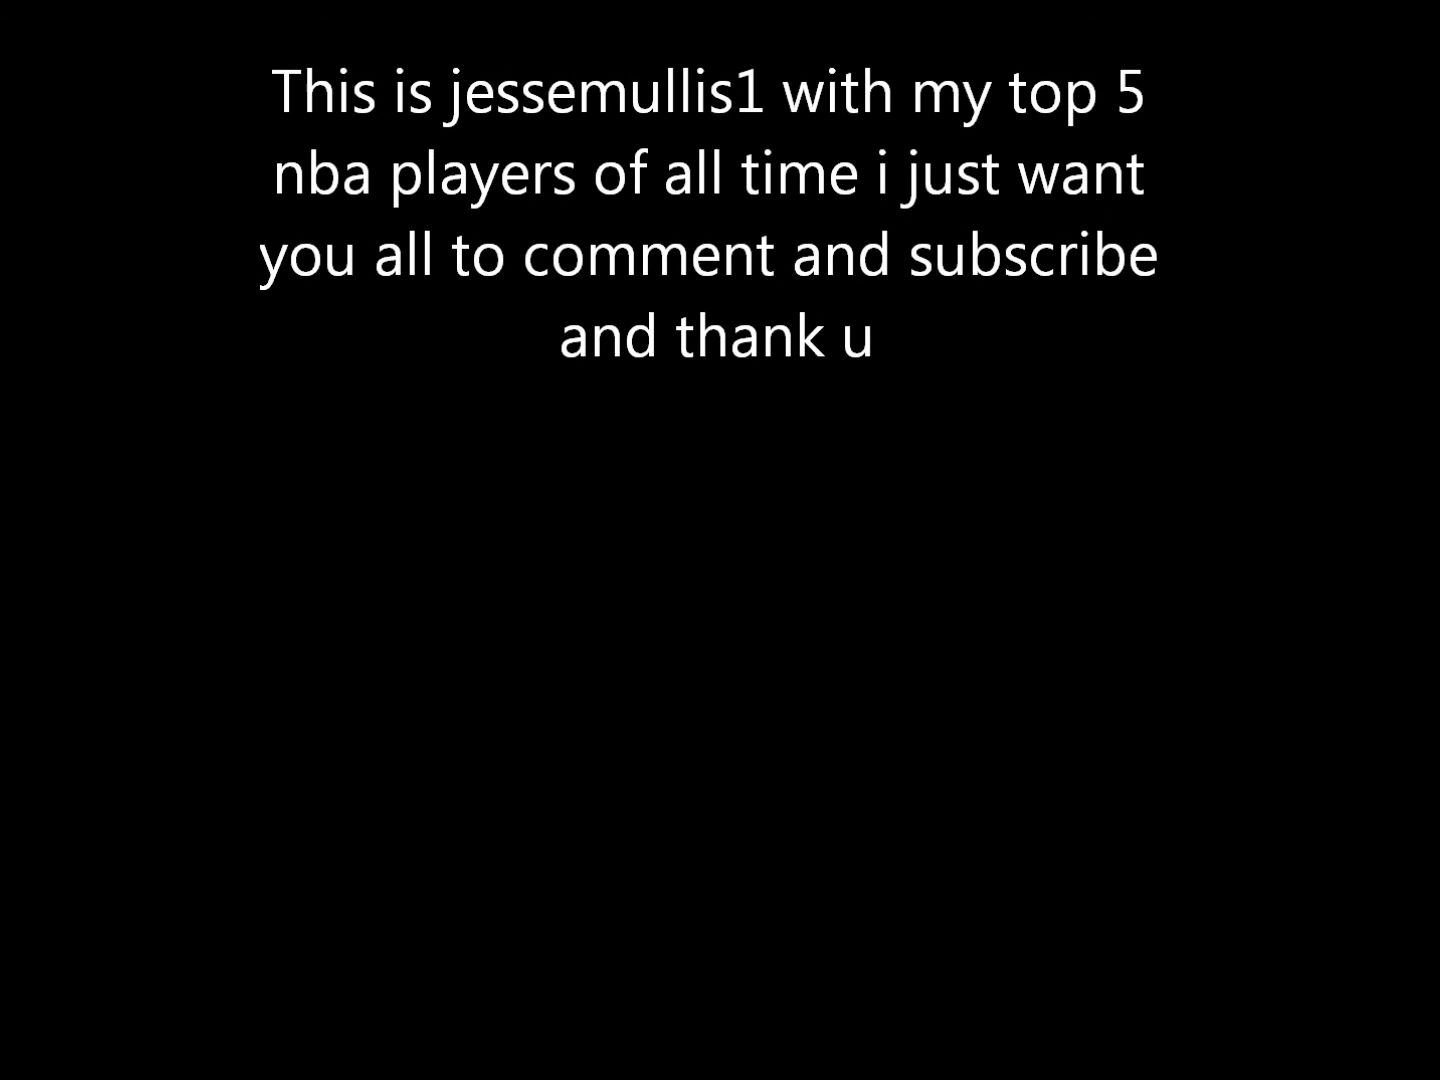 This is jessemullis1 with my top 5
nba players of all time i just want
you all to comment and subscribe
and thank u